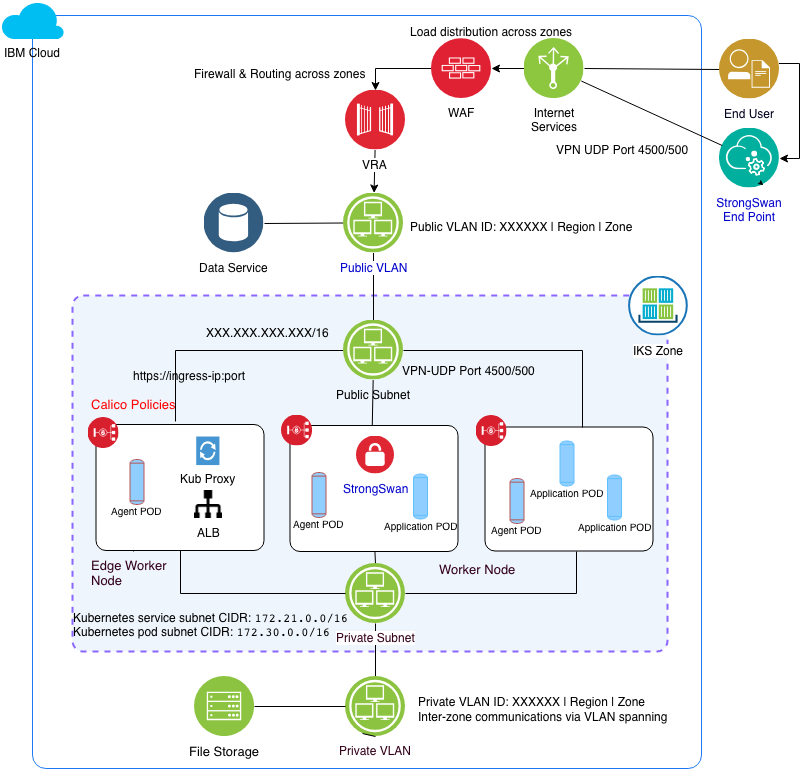 IBM Cloud
Load distribution across zones
Firewall & Routing across zones
WAF
Internet
Services
End User
VPN UDP Port 4500/500
VRA
StrongSwan
End Point
Public VLAN ID: XXXXXX | Region | Zone
Data Service
Public VLAN
IKS Zone
XXX.XXX.XXX.XXX/16
https://ingress-ip:port
VPN-UDP Port 4500/500
Public Subnet
Calico Policies
Kub Proxy
Agent POD
ALB
StrongSwan
Agent POD
Application POD
Application POD
Agent POD
Application POD
Edge Worker
Node
Worker Node
Kubernetes service subnet CIDR: 172.21.0.0/16
Kubernetes pod subnet CIDR: 172.30.0.0/16
Private Subnet
Private VLAN ID: XXXXXX | Region | Zone
Inter-zone communications via VLAN spanning
File Storage
Private VLAN